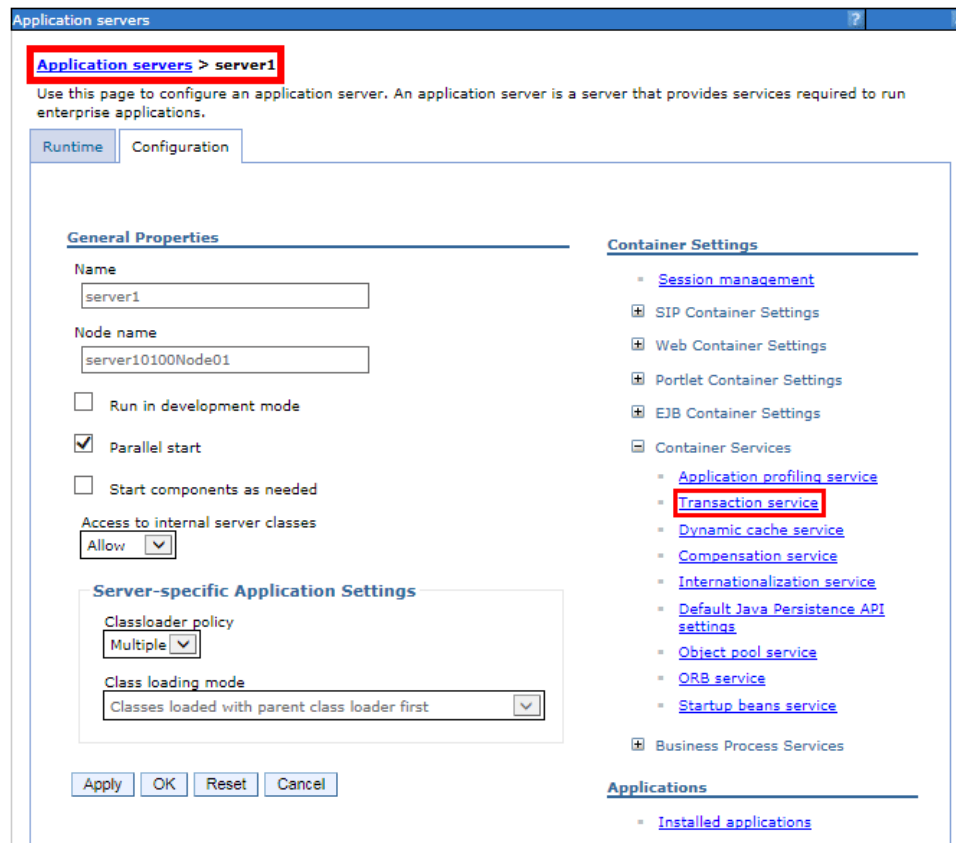 Application servers
?
Application servers > server1
Use this page to configure an application server. An application server is a server that provides services required to run
enterprise applications.
Runtime
Configuration
General Properties
Name
server1
Node name
server10100Node01
Run in development mode
Parallel start
Start components as needed
Access to internal server classes
Allow
Server-specific Application Settings
Classloader policy
Multiple
Class loading mode
Classes loaded with parent class loader first
Apply
OK
Reset
Cancel
Container Settings
Session management
SIP Container Settings
Web Container Settings
Portlet Container Settings
EJB Container Settings
Container Services
Application profiling service
Transaction service
Dynamic cache service
Compensation service
Internationalization service
Default Java Persistence API
settings
Object pool service
ORB service
Startup beans service
Business Process Services
Applications
Installed applications